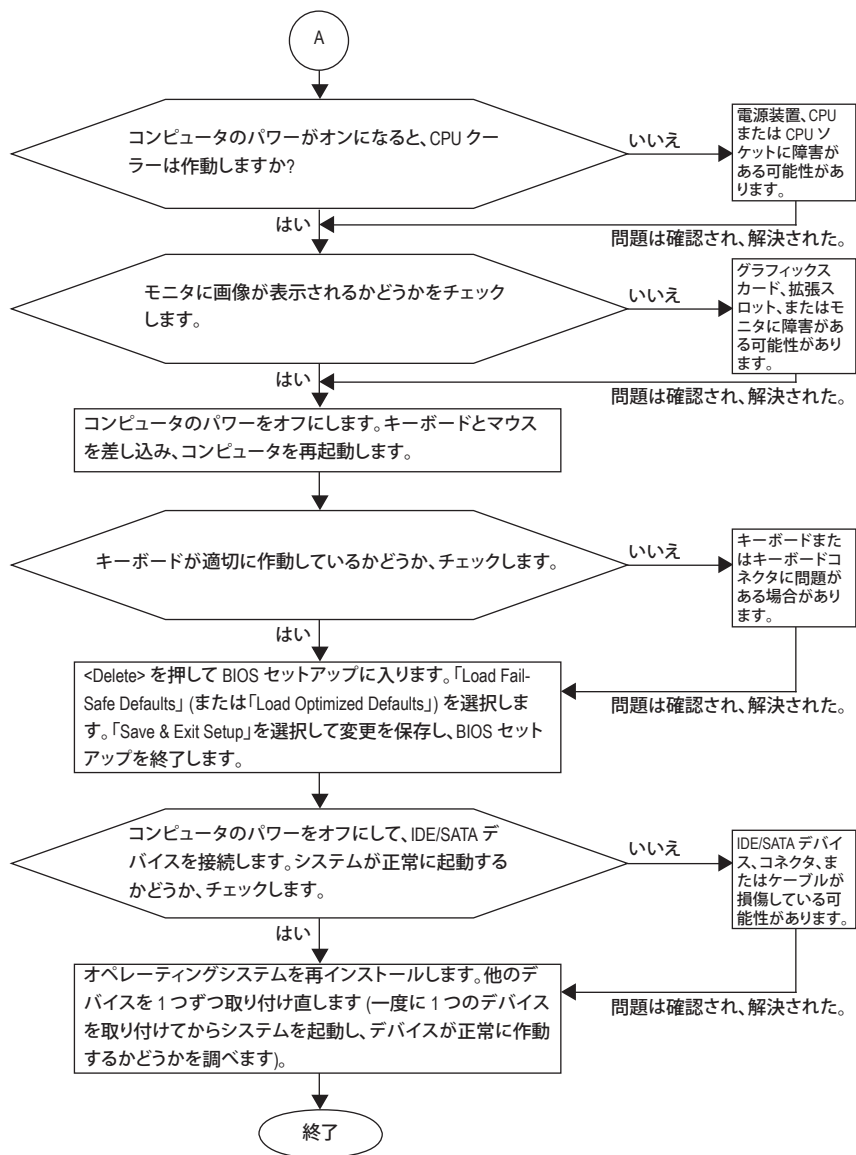 A
コンピュータのパワーがオンになると、CPU クー
ラーは作動しますか?
いいえ
電源装置、CPU
または CPU ソ
ケットに障害が
ある可能性があ
ります。
はい
問題は確認され、解決された。
モニタに画像が表示されるかどうかをチェック
します。
いいえ
グラフィックス
カード、拡張ス
ロット、またはモ
ニタに障害があ
る可能性があり
ます。
はい
問題は確認され、解決された。
コンピュータのパワーをオフにします。キーボードとマウス
を差し込み、コンピュータを再起動します。
キーボードが適切に作動しているかどうか、チェックします。
いいえ
キーボードまた
はキーボードコ
ネクタに問題が
ある場合があり
ます。
はい
<Delete> を押して BIOS セットアップに入ります。「Load Fail-
Safe Defaults」 (または「Load Optimized Defaults」) を選択しま
す。「Save & Exit Setup」を選択して変更を保存し、BIOS セット
アップを終了します。
問題は確認され、解決された。
コンピュータのパワーをオフにして、IDE/SATA デ
バイスを接続します。システムが正常に起動する
かどうか、チェックします。
いいえ
IDE/SATA デバイ
ス、コネクタ、ま
たはケーブルが
損傷している可
能性があります。
はい
オペレーティングシステムを再インストールします。他のデ
バイスを 1 つずつ取り付け直します (一度に 1 つのデバイス
を取り付けてからシステムを起動し、デバイスが正常に作動
するかどうかを調べます)。
問題は確認され、解決された。
終了